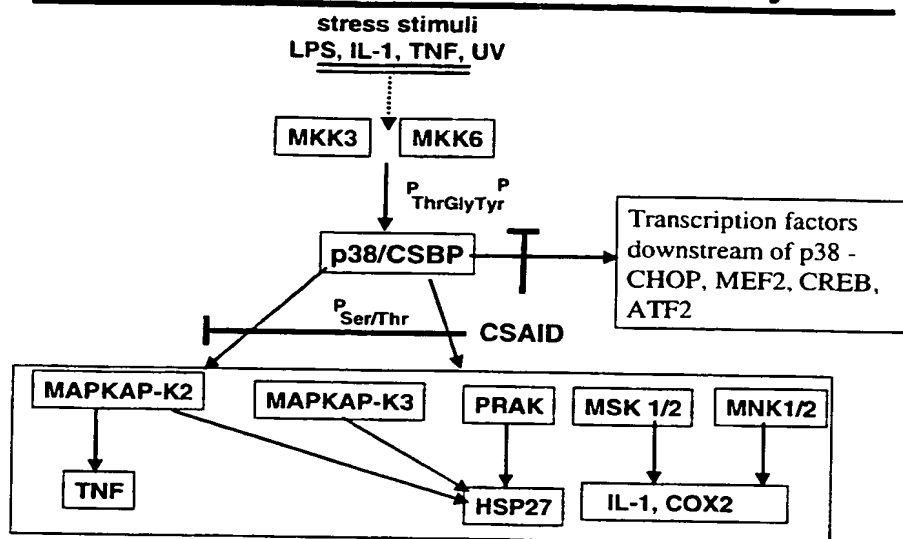 stress stimuli
LPS, IL-1, TNF, UV
MKK3
MKK6
P
P
ThrGlyTyr
p38/CSBP
Transcription factors
downstream of p38 -
CHOP, MEF2, CREB,
ATF2
P
Ser/Thr
CSAID
MAPKAP-K2
MAPKAP-K3
PRAK
MSK 1/2
MNK1/2
TNF
HSP27
IL-1, COX2